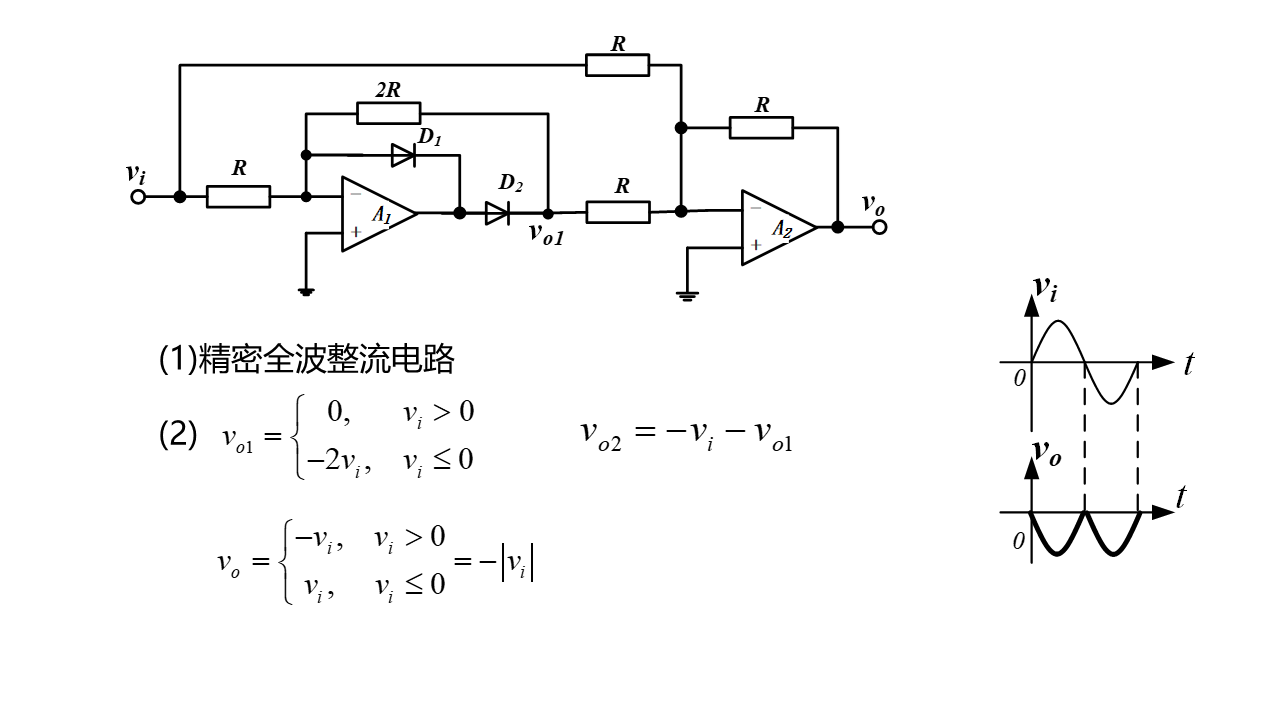 R
2R
R
D₁
vᵢ
R
D₂
R
vₒ
− A₁ +
vₒ₁
− A₂ +
(1)精密全波整流电路
(2) vₒ₁ = { 0, vᵢ > 0
−2vᵢ, vᵢ ≤ 0
vₒ₂ = −vᵢ − vₒ₁
vₒ = { −vᵢ, vᵢ > 0
vᵢ, vᵢ ≤ 0 = −|vᵢ|
vᵢ
t
0
vₒ
t
0